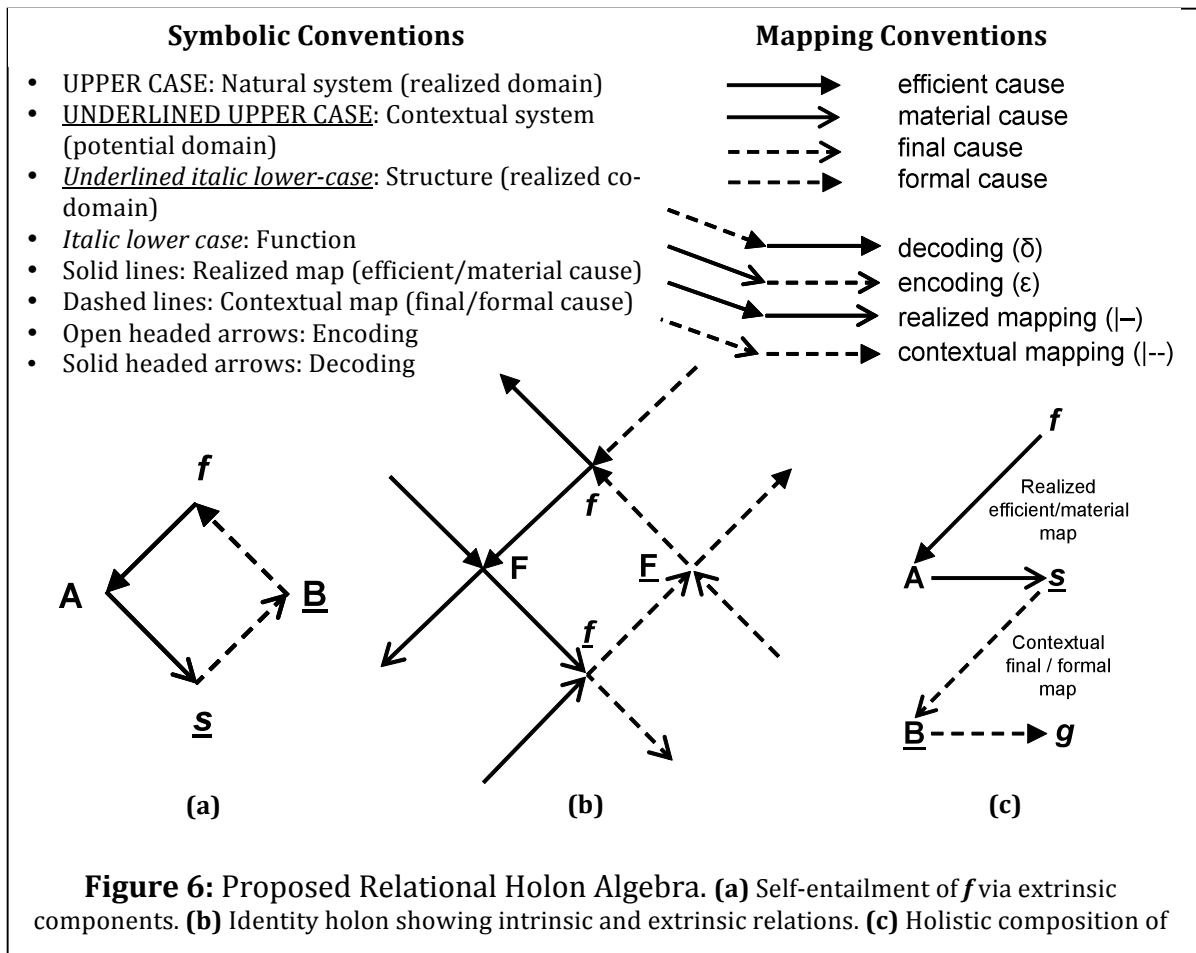 Symbolic Conventions
• UPPER CASE: Natural system (realized domain)
• UNDERLINED UPPER CASE: Contextual system
(potential domain)
• Underlined italic lower-case: Structure (realized co-
domain)
• Italic lower case: Function
• Solid lines: Realized map (efficient/material cause)
• Dashed lines: Contextual map (final/formal cause)
• Open headed arrows: Encoding
• Solid headed arrows: Decoding
Mapping Conventions
efficient cause
material cause
final cause
formal cause
decoding (δ)
encoding (ε)
realized mapping (|–)
contextual mapping (|--)
f
A
B
s
(a)
f
F
F
f
(b)
f
Realized
efficient/material
map
A
s
Contextual
final / formal
map
B
g
(c)
Figure 6: Proposed Relational Holon Algebra. (a) Self-entailment of f via extrinsic
components. (b) Identity holon showing intrinsic and extrinsic relations. (c) Holistic composition of